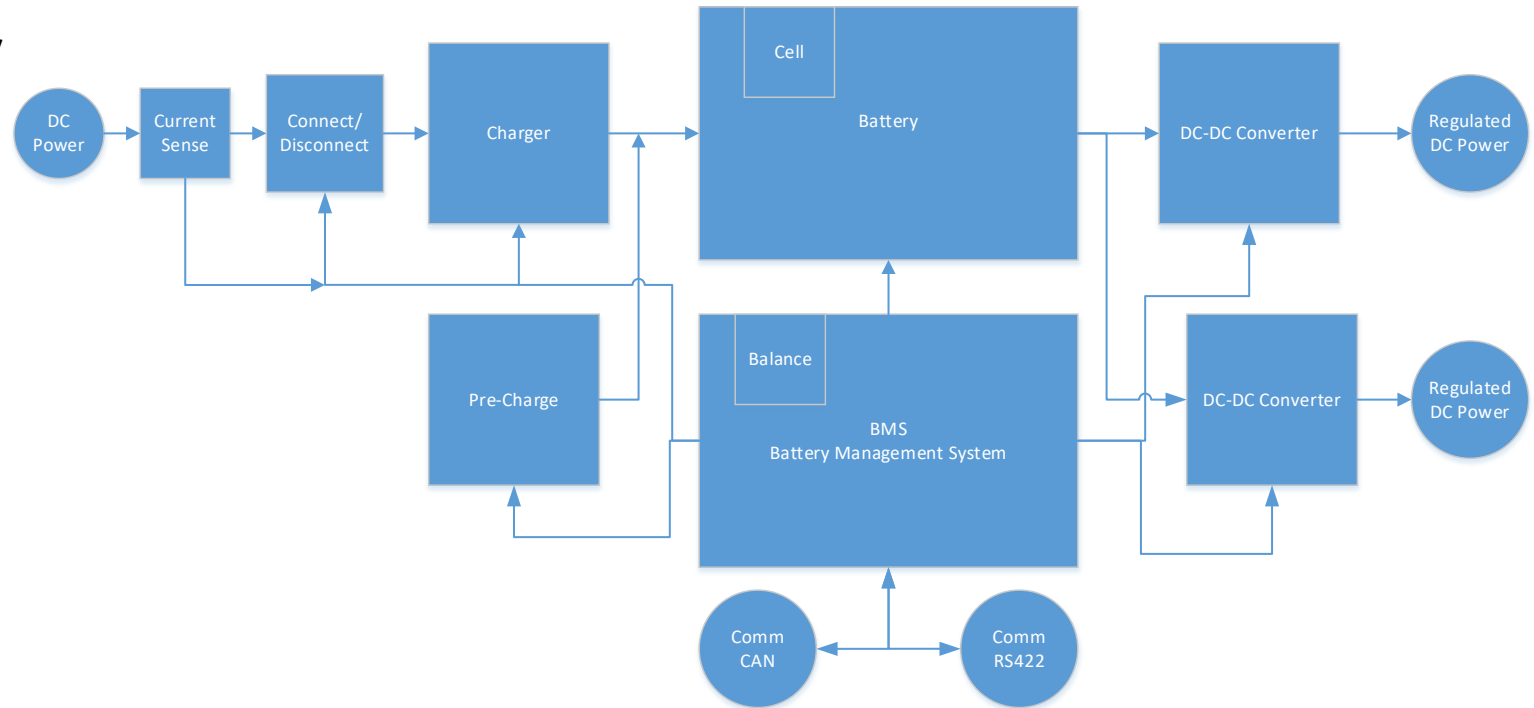 Cell
DC
Power
Current
Sense
Connect/
Disconnect
Charger
Battery
DC-DC Converter
Regulated
DC Power
Balance
Pre-Charge
BMS
Battery Management System
DC-DC Converter
Regulated
DC Power
Comm
CAN
Comm
RS422